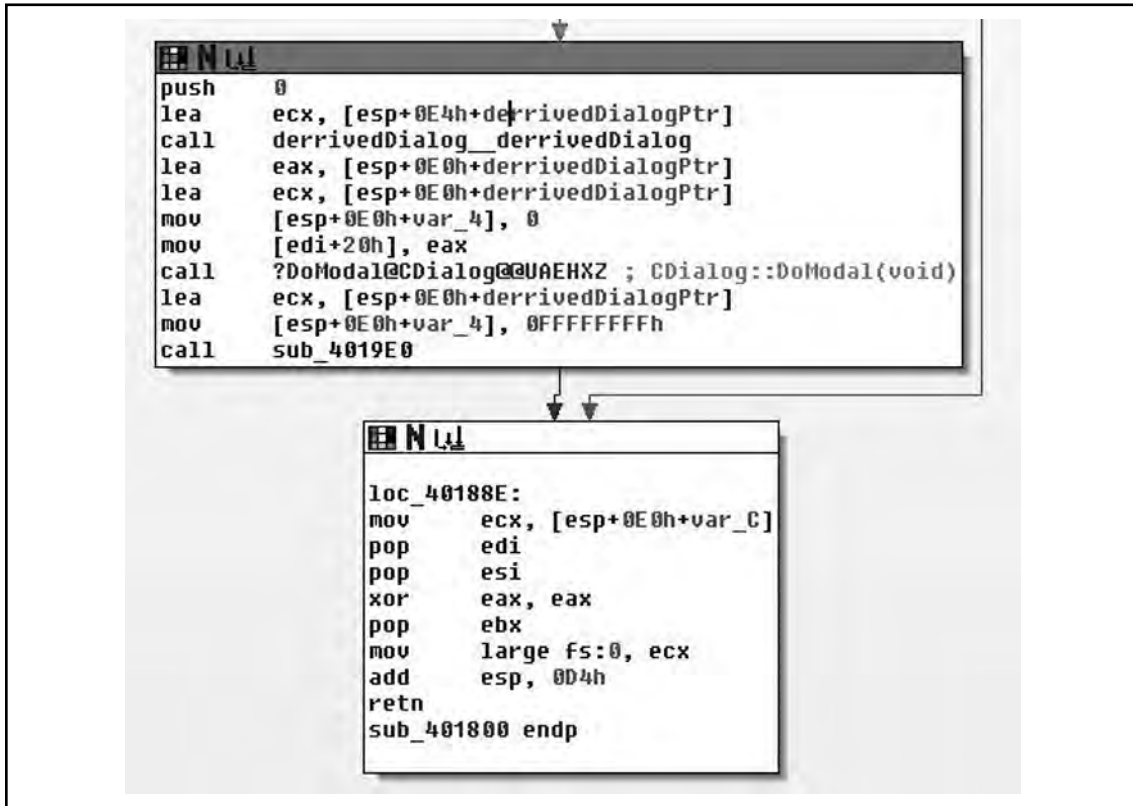 push 0
lea ecx, [esp+0E4h+derrivedDialogPtr]
call derrivedDialog__derrivedDialog
lea eax, [esp+0E0h+derrivedDialogPtr]
lea ecx, [esp+0E0h+derrivedDialogPtr]
mov [esp+0E0h+var_4], 0
mov [edi+20h], eax
call ?DoModal@CDialog@@UAEHXZ ; CDialog::DoModal(void)
lea ecx, [esp+0E0h+derrivedDialogPtr]
mov [esp+0E0h+var_4], 0FFFFFFFFh
call sub_4019E0
loc_40188E:
mov ecx, [esp+0E0h+var_C]
pop edi
pop esi
xor eax, eax
pop ebx
mov large fs:0, ecx
add esp, 0D4h
retn
sub_401800 endp